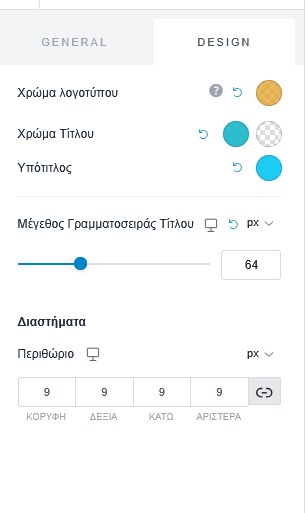 GENERAL
DESIGN
Χρώμα λογοτύπου ?
Χρώμα Τίτλου
Υπότιτλος
Μέγεθος Γραμματοσειράς Τίτλου px
64
Διαστήματα
Περιθώριο px
9 9 9 9
ΚΟΡΥΦΗ ΔΕΞΙΑ ΚΑΤΩ ΑΡΙΣΤΕΡΑ